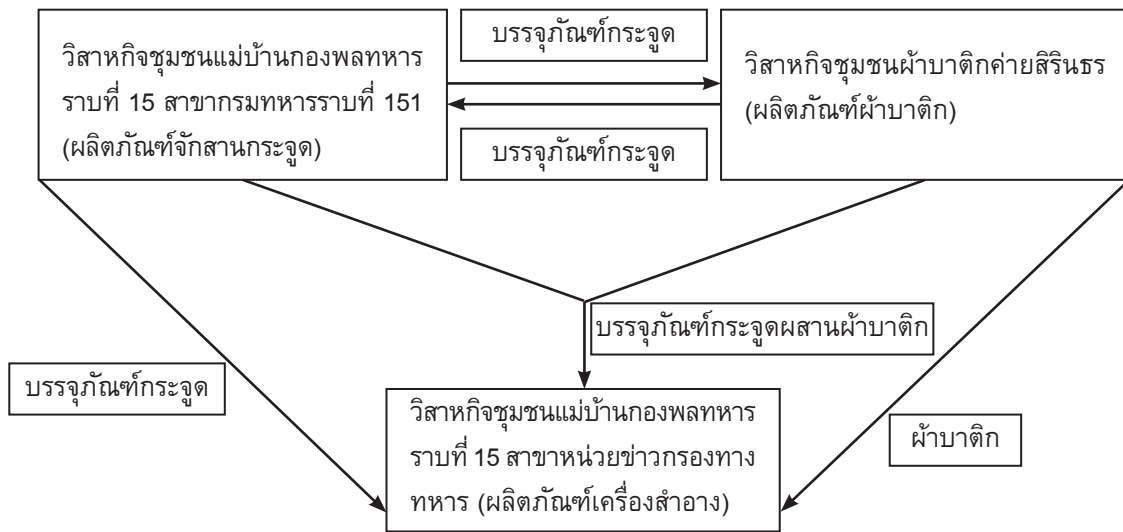 บรรจุภัณฑ์กระจูด
วิสาหกิจชุมชนแม่บ้านกองพลทหาร
ราบที่ 15 สาขากรมทหารราบที่ 151
(ผลิตภัณฑ์จักสานกระจูด)
วิสาหกิจชุมชนผ้าบาติกค่ายสิรินธร
(ผลิตภัณฑ์ผ้าบาติก)
บรรจุภัณฑ์กระจูด
บรรจุภัณฑ์กระจูดผสานผ้าบาติก
บรรจุภัณฑ์กระจูด
ผ้าบาติก
วิสาหกิจชุมชนแม่บ้านกองพลทหาร
ราบที่ 15 สาขาหน่วยข่าวกรองทาง
ทหาร (ผลิตภัณฑ์เครื่องสำอาง)